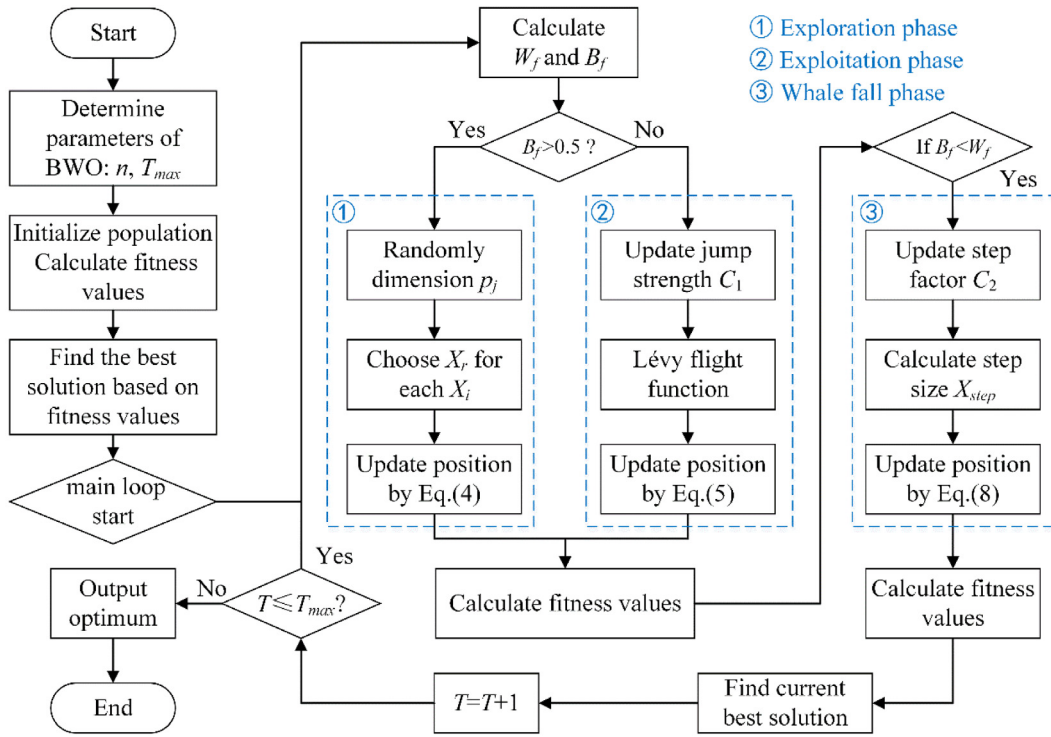 Start
Determine
parameters of
BWO: n, Tmax
Initialize population
Calculate fitness
values
Find the best
solution based on
fitness values
main loop
start
Calculate
Wf and Bf
Bf>0.5 ?
Yes
No
①
Randomly
dimension pj
Choose Xr for
each Xi
Update position
by Eq.(4)
②
Update jump
strength C1
Lévy flight
function
Update position
by Eq.(5)
Calculate fitness values
① Exploration phase
② Exploitation phase
③ Whale fall phase
If Bf<Wf
Yes
③
Update step
factor C2
Calculate step
size Xstep
Update position
by Eq.(8)
Calculate fitness
values
Find current
best solution
T=T+1
T≤Tmax?
Yes
No
Output
optimum
End